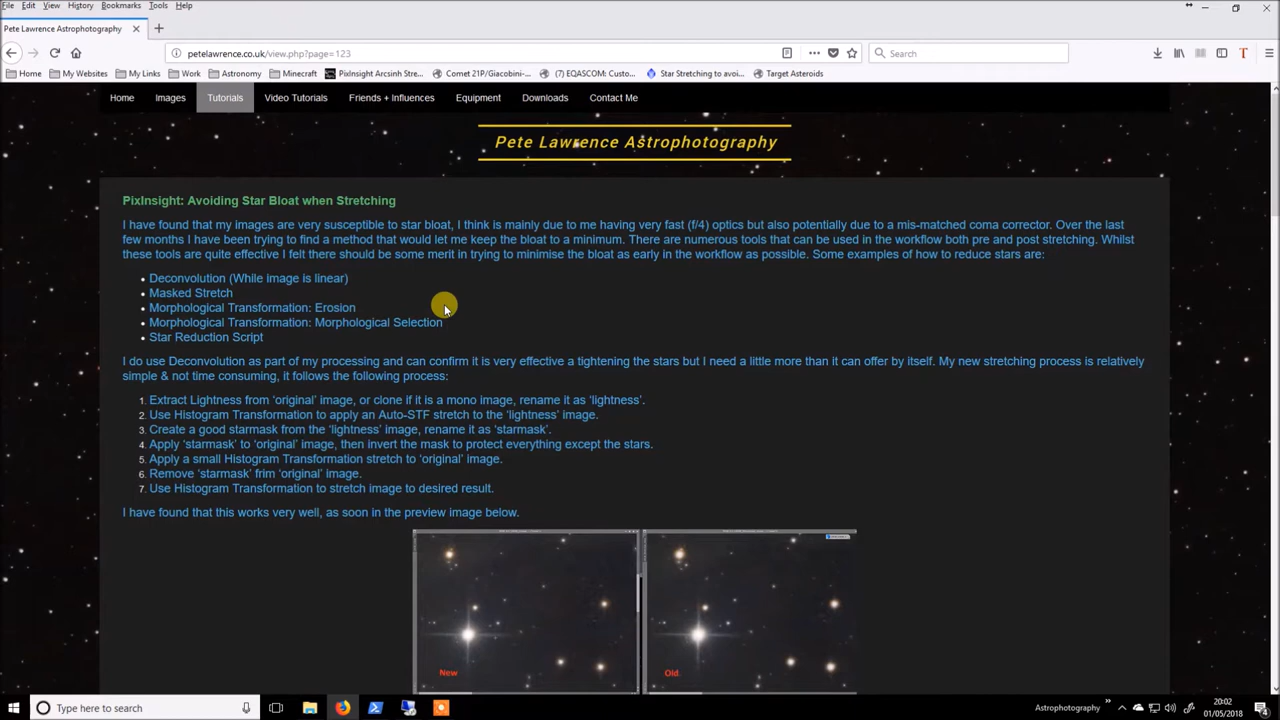 File Edit View History Bookmarks Tools Help
Pete Lawrence Astrophotography
petelawrence.co.uk/view.php?page=123
Search
Home My Websites My Links Work Astronomy Minecraft PixInsight Arcsinh Stre... Comet 21P/Giacobini-... (7) EQASCOM: Custo... Star Stretching to avoi... Target Asteroids
Home Images Tutorials Video Tutorials Friends + Influences Equipment Downloads Contact Me
Pete Lawrence Astrophotography
PixInsight: Avoiding Star Bloat when Stretching
I have found that my images are very susceptible to star bloat, I think is mainly due to me having very fast (f/4) optics but also potentially due to a mis-matched coma corrector. Over the last
few months I have been trying to find a method that would let me keep the bloat to a minimum. There are numerous tools that can be used in the workflow both pre and post stretching. Whilst
these tools are quite effective I felt there should be some merit in trying to minimise the bloat as early in the workflow as possible. Some examples of how to reduce stars are:
• Deconvolution (While image is linear)
• Masked Stretch
• Morphological Transformation: Erosion
• Morphological Transformation: Morphological Selection
• Star Reduction Script
I do use Deconvolution as part of my processing and can confirm it is very effective a tightening the stars but I need a little more than it can offer by itself. My new stretching process is relatively
simple & not time consuming, it follows the following process:
1. Extract Lightness from ‘original’ image, or clone if it is a mono image, rename it as ‘lightness’.
2. Use Histogram Transformation to apply an Auto-STF stretch to the ‘lightness’ image.
3. Create a good starmask from the ‘lightness’ image, rename it as ‘starmask’.
4. Apply ‘starmask’ to ‘original’ image, then invert the mask to protect everything except the stars.
5. Apply a small Histogram Transformation stretch to ‘original’ image.
6. Remove ‘starmask’ frim ‘original’ image.
7. Use Histogram Transformation to stretch image to desired result.
I have found that this works very well, as soon in the preview image below.
New Old
Type here to search
Astrophotography
20:02
01/05/2018
4